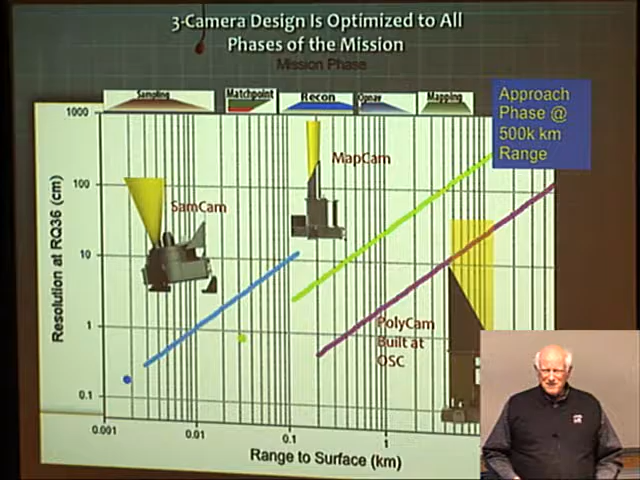 3-Camera Design Is Optimized to All
Phases of the Mission
Mission Phase
Sampling
Matchpoint
Recon
Opnav
Mapping
Approach
Phase @
500k km
Range
1000
100
10
1
0.1
Resolution at RQ36 (cm)
SamCam
MapCam
PolyCam
Built at
OSC
0.001
0.01
0.1
1
Range to Surface (km)